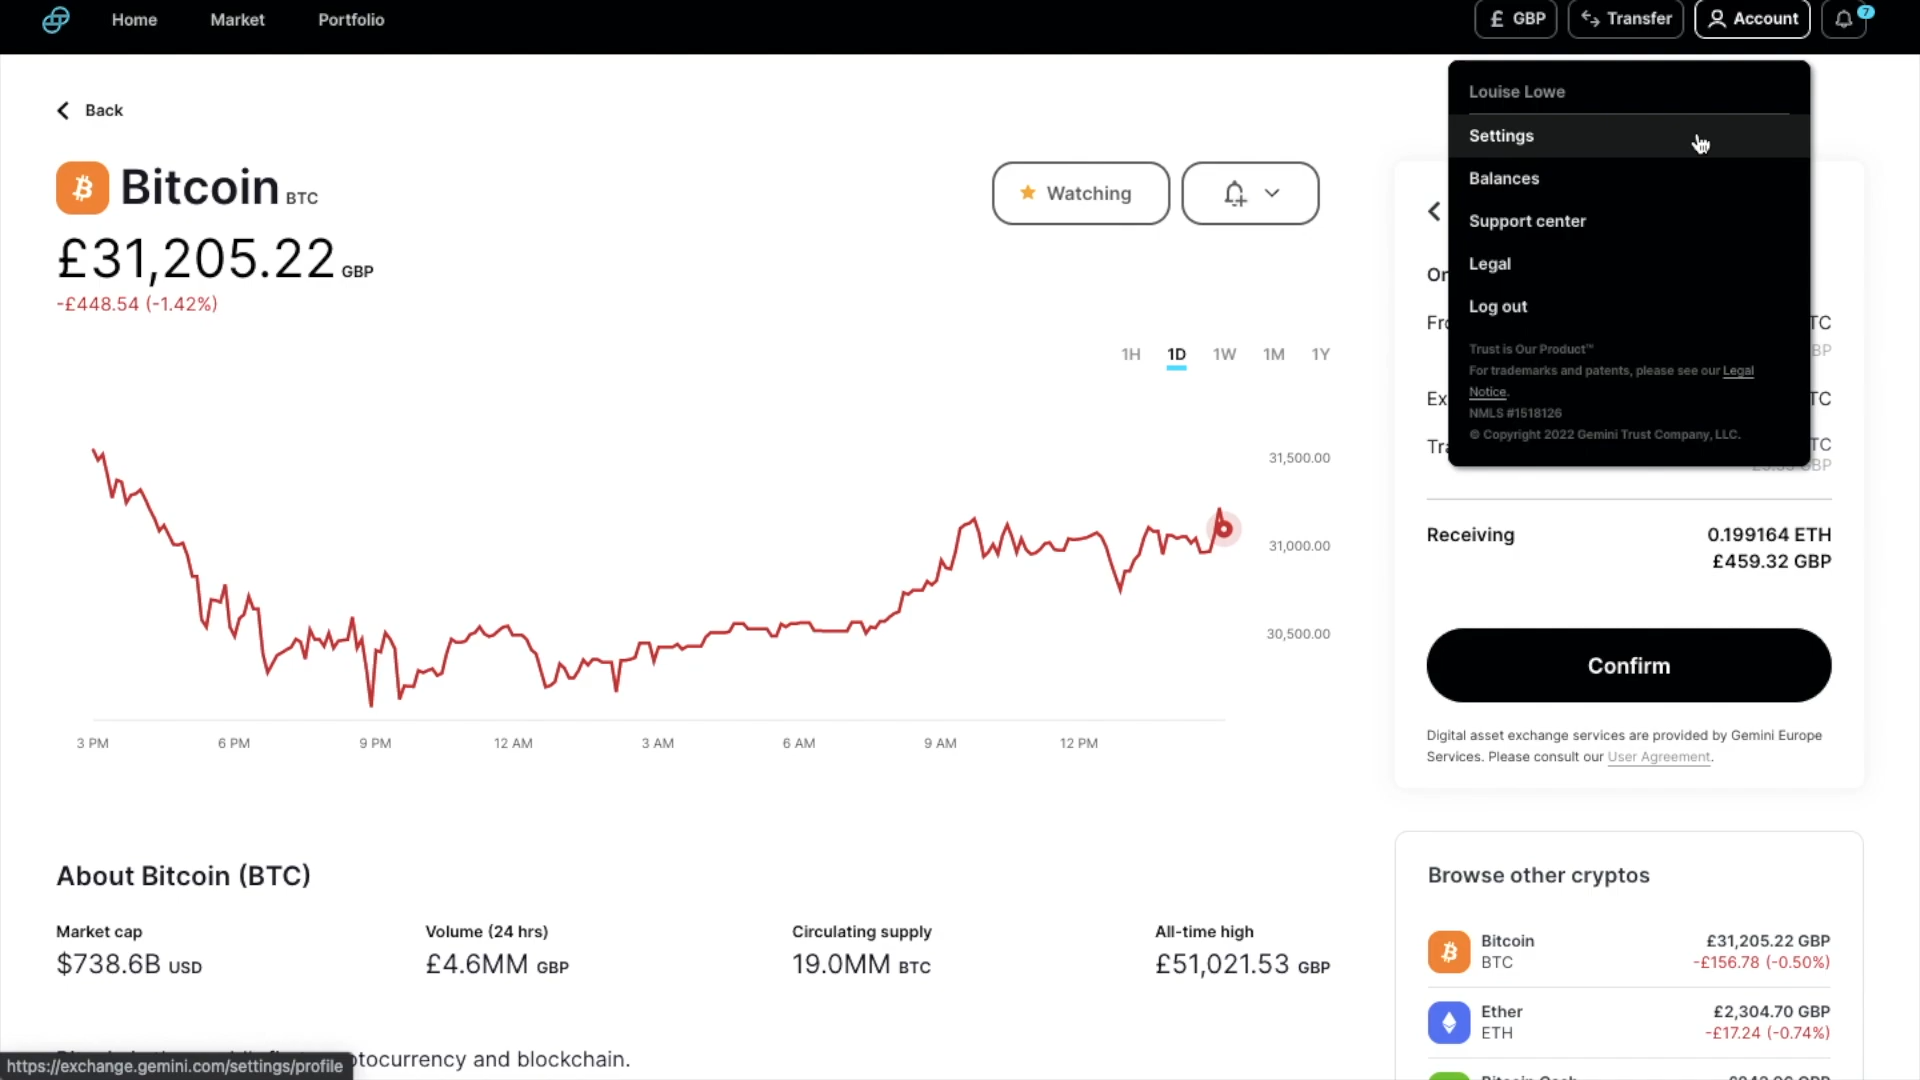 Home
Market
Portfolio
£ GBP
Transfer
Account
7
Back
Bitcoin BTC
£31,205.22 GBP
-£448.54 (-1.42%)
Watching
1H 1D 1W 1M 1Y
31,500.00
31,000.00
30,500.00
3 PM 6 PM 9 PM 12 AM 3 AM 6 AM 9 AM 12 PM
Louise Lowe
Settings
Balances
Support center
Legal
Log out
Trust is Our Product™
For trademarks and patents, please see our Legal
Notice.
NMLS #1518126
© Copyright 2022 Gemini Trust Company, LLC.
Receiving
0.199164 ETH
£459.32 GBP
Confirm
Digital asset exchange services are provided by Gemini Europe
Services. Please consult our User Agreement.
About Bitcoin (BTC)
Market cap
$738.6B USD
Volume (24 hrs)
£4.6MM GBP
Circulating supply
19.0MM BTC
All-time high
£51,021.53 GBP
Browse other cryptos
Bitcoin £31,205.22 GBP
BTC -£156.78 (-0.50%)
Ether £2,304.70 GBP
ETH -£17.24 (-0.74%)
cryptocurrency and blockchain.
https://exchange.gemini.com/settings/profile